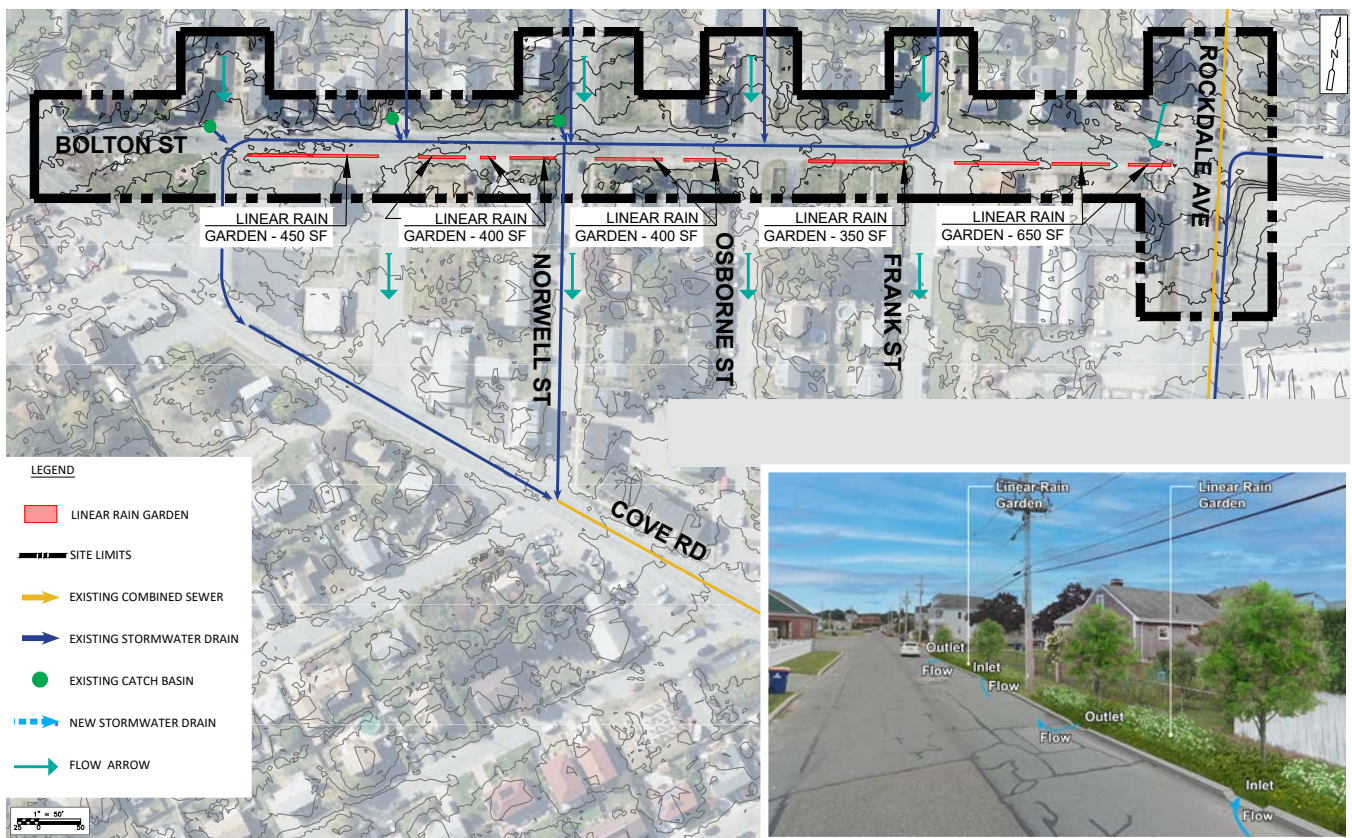 N
ROCKDALE AVE
BOLTON ST
LINEAR RAIN
GARDEN - 450 SF
LINEAR RAIN
GARDEN - 400 SF
LINEAR RAIN
GARDEN - 400 SF
LINEAR RAIN
GARDEN - 350 SF
LINEAR RAIN
GARDEN - 650 SF
NORWELL ST
OSBORNE ST
FRANK ST
COVE RD
LEGEND
LINEAR RAIN GARDEN
SITE LIMITS
EXISTING COMBINED SEWER
EXISTING STORMWATER DRAIN
EXISTING CATCH BASIN
NEW STORMWATER DRAIN
FLOW ARROW
1" = 50'
25 0 50
Linear Rain
Garden
Linear Rain
Garden
Outlet
Flow
Inlet
Flow
Outlet
Flow
Inlet
Flow